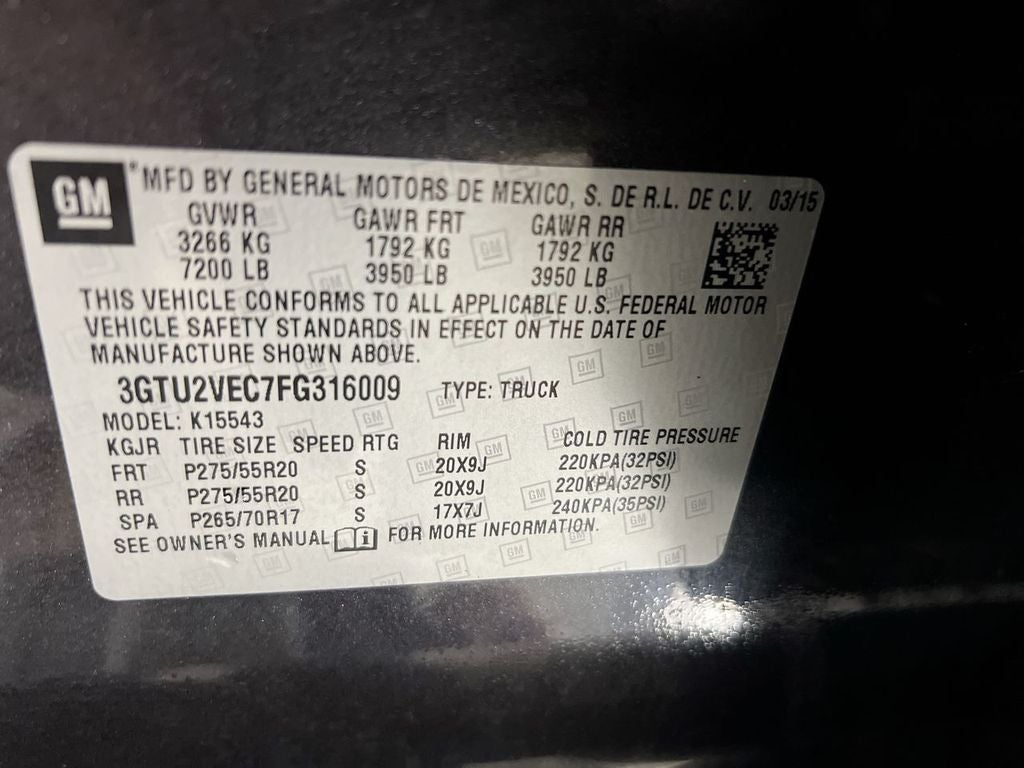 GM
*MFD BY GENERAL MOTORS DE MEXICO, S. DE R.L. DE C.V. 03/15
GVWR GAWR FRT GAWR RR
3266 KG 1792 KG 1792 KG
7200 LB 3950 LB 3950 LB
THIS VEHICLE CONFORMS TO ALL APPLICABLE U.S. FEDERAL MOTOR
VEHICLE SAFETY STANDARDS IN EFFECT ON THE DATE OF
MANUFACTURE SHOWN ABOVE.
3GTU2VEC7FG316009 TYPE: TRUCK
MODEL: K15543
KGJR TIRE SIZE SPEED RTG RIM COLD TIRE PRESSURE
FRT P275/55R20 S 20X9J 220KPA(32PSI)
RR P275/55R20 S 20X9J 220KPA(32PSI)
SPA P265/70R17 S 17X7J 240KPA(35PSI)
SEE OWNER'S MANUAL FOR MORE INFORMATION.